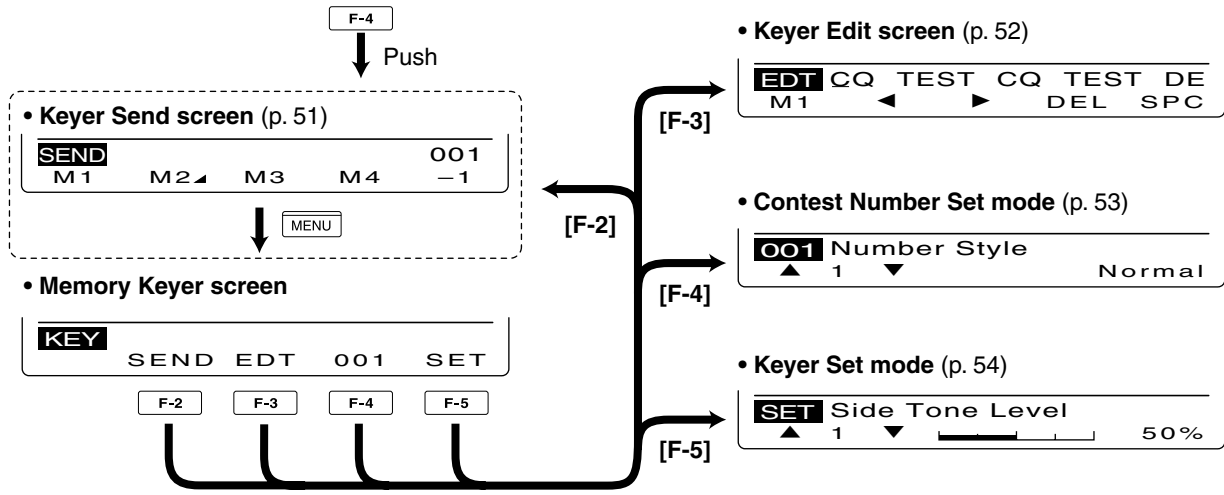 F-4
Push
• Keyer Send screen (p. 51)
SEND 001
M1 M2 M3 M4 –1
MENU
• Memory Keyer screen
KEY
SEND EDT 001 SET
F-2 F-3 F-4 F-5
[F-2]
[F-3]
[F-4]
[F-5]
• Keyer Edit screen (p. 52)
EDT CQ TEST CQ TEST DE
M1 ◄ ► DEL SPC
• Contest Number Set mode (p. 53)
001 Number Style
▲ 1 ▼ Normal
• Keyer Set mode (p. 54)
SET Side Tone Level
▲ 1 ▼ 50%